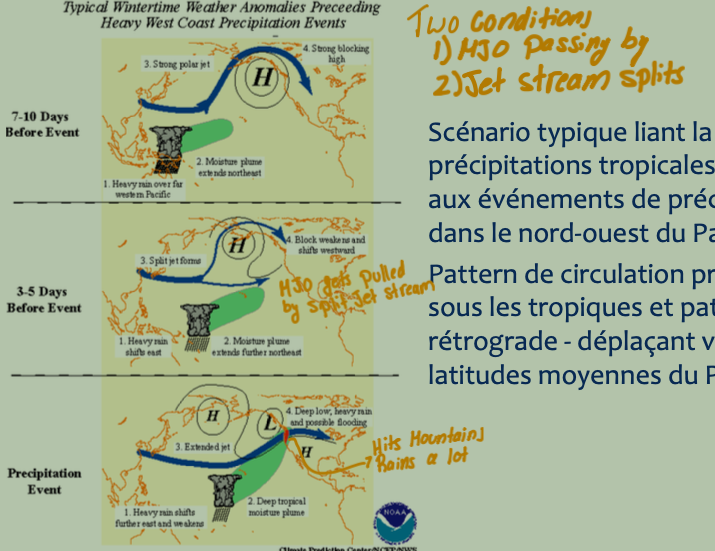 Typical Wintertime Weather Anomalies Preceeding
Heavy West Coast Precipitation Events
Two Conditions
1) MJO Passing by
2) Jet stream splits
7-10 Days
Before Event
3. Strong polar jet
4. Strong blocking
high
H
2. Moisture plume
extends northeast
1. Heavy rain over far
western Pacific
Scénario typique liant la
précipitations tropicales
aux événements de préc
dans le nord-ouest du Pa
3-5 Days
Before Event
3. Split jet forms
H
4. Block weakens and
shifts westward
MJO gets pulled
by split Jet stream
1. Heavy rain
shifts east
2. Moisture plume
extends further northeast
Pattern de circulation pr
sous les tropiques et pat
rétrograde - déplaçant v
latitudes moyennes du P
Precipitation
Event
H
L
4. Deep low, heavy rain
and possible flooding
3. Extended jet
H
Hits Mountains
Rains a lot
2. Deep tropical
moisture plume
1. Heavy rain shifts
further east and weakens
NOAA
Climate Prediction Center/NCEP/NWS